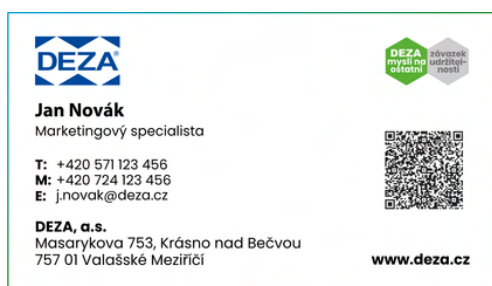 DEZA
DEZA
myslí na
ostatní
závazek
udržitel-
nosti
Jan Novák
Marketingový specialista
T: +420 571 123 456
M: +420 724 123 456
E: j.novak@deza.cz
DEZA, a.s.
Masarykova 753, Krásno nad Bečvou
757 01 Valašské Meziříčí
www.deza.cz